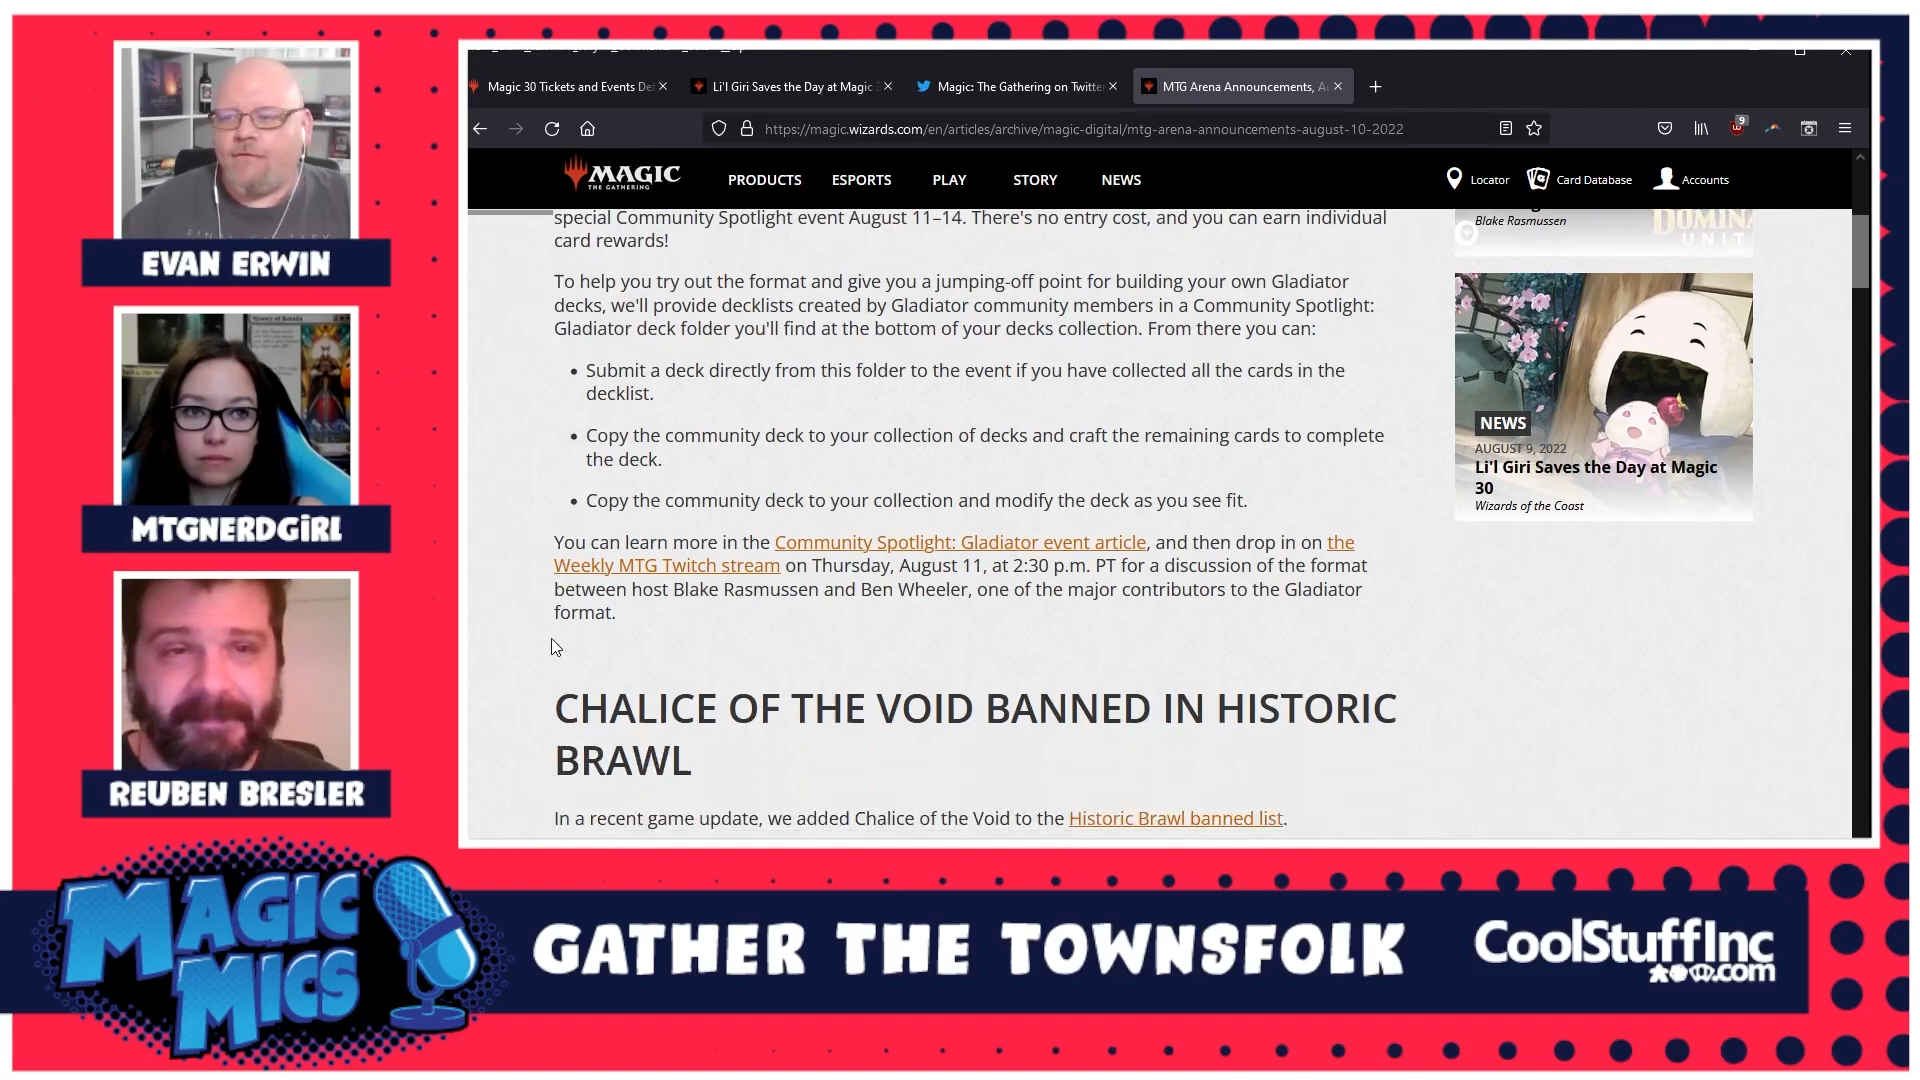 Magic 30 Tickets and Events De
Li'l Giri Saves the Day at Magic
Magic: The Gathering on Twitte
MTG Arena Announcements, A
https://magic.wizards.com/en/articles/archive/magic-digital/mtg-arena-announcements-august-10-2022
9
MAGIC
THE GATHERING
PRODUCTS
ESPORTS
PLAY
STORY
NEWS
Locator
Card Database
Accounts
special Community Spotlight event August 11–14. There's no entry cost, and you can earn individual
card rewards!
To help you try out the format and give you a jumping-off point for building your own Gladiator
decks, we'll provide decklists created by Gladiator community members in a Community Spotlight:
Gladiator deck folder you'll find at the bottom of your decks collection. From there you can:
• Submit a deck directly from this folder to the event if you have collected all the cards in the
decklist.
• Copy the community deck to your collection of decks and craft the remaining cards to complete
the deck.
• Copy the community deck to your collection and modify the deck as you see fit.
You can learn more in the Community Spotlight: Gladiator event article, and then drop in on the
Weekly MTG Twitch stream on Thursday, August 11, at 2:30 p.m. PT for a discussion of the format
between host Blake Rasmussen and Ben Wheeler, one of the major contributors to the Gladiator
format.
CHALICE OF THE VOID BANNED IN HISTORIC
BRAWL
In a recent game update, we added Chalice of the Void to the Historic Brawl banned list.
Blake Rasmussen
DOMINA
UNIT
NEWS
AUGUST 9, 2022
Li'l Giri Saves the Day at Magic
30
Wizards of the Coast
EVAN ERWIN
MTGNERDGIRL
REUBEN BRESLER
MAGIC
MICS
GATHER THE TOWNSFOLK
CoolStuffInc
.com